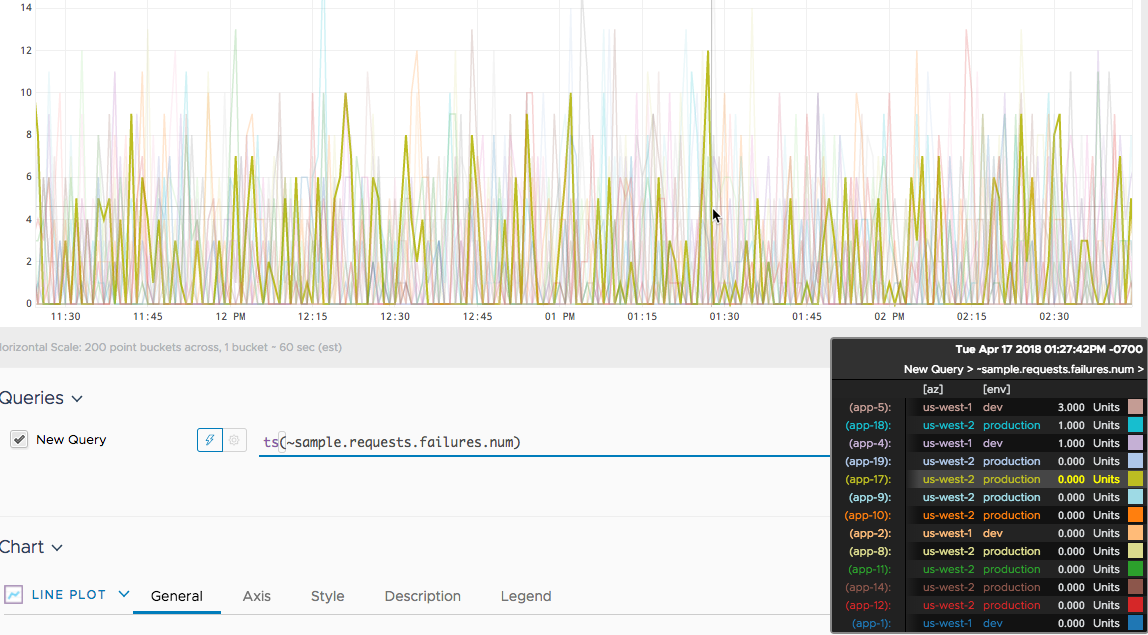 14
12
10
8
6
4
2
0
11:30 11:45 12 PM 12:15 12:30 12:45 01 PM 01:15 01:30 01:45 02 PM 02:15 02:30
orizontal Scale: 200 point buckets across, 1 bucket ~ 60 sec (est)
Queries
New Query
ts(~sample.requests.failures.num)
Chart
LINE PLOT General Axis Style Description Legend
Tue Apr 17 2018 01:27:42PM -0700
New Query > ~sample.requests.failures.num >
[az] [env]
(app-5): us-west-1 dev 3.000 Units
(app-18): us-west-2 production 1.000 Units
(app-4): us-west-1 dev 1.000 Units
(app-19): us-west-2 production 0.000 Units
(app-17): us-west-2 production 0.000 Units
(app-9): us-west-2 production 0.000 Units
(app-10): us-west-2 production 0.000 Units
(app-2): us-west-1 dev 0.000 Units
(app-8): us-west-2 production 0.000 Units
(app-11): us-west-2 production 0.000 Units
(app-14): us-west-2 production 0.000 Units
(app-12): us-west-2 production 0.000 Units
(app-1): us-west-1 dev 0.000 Units